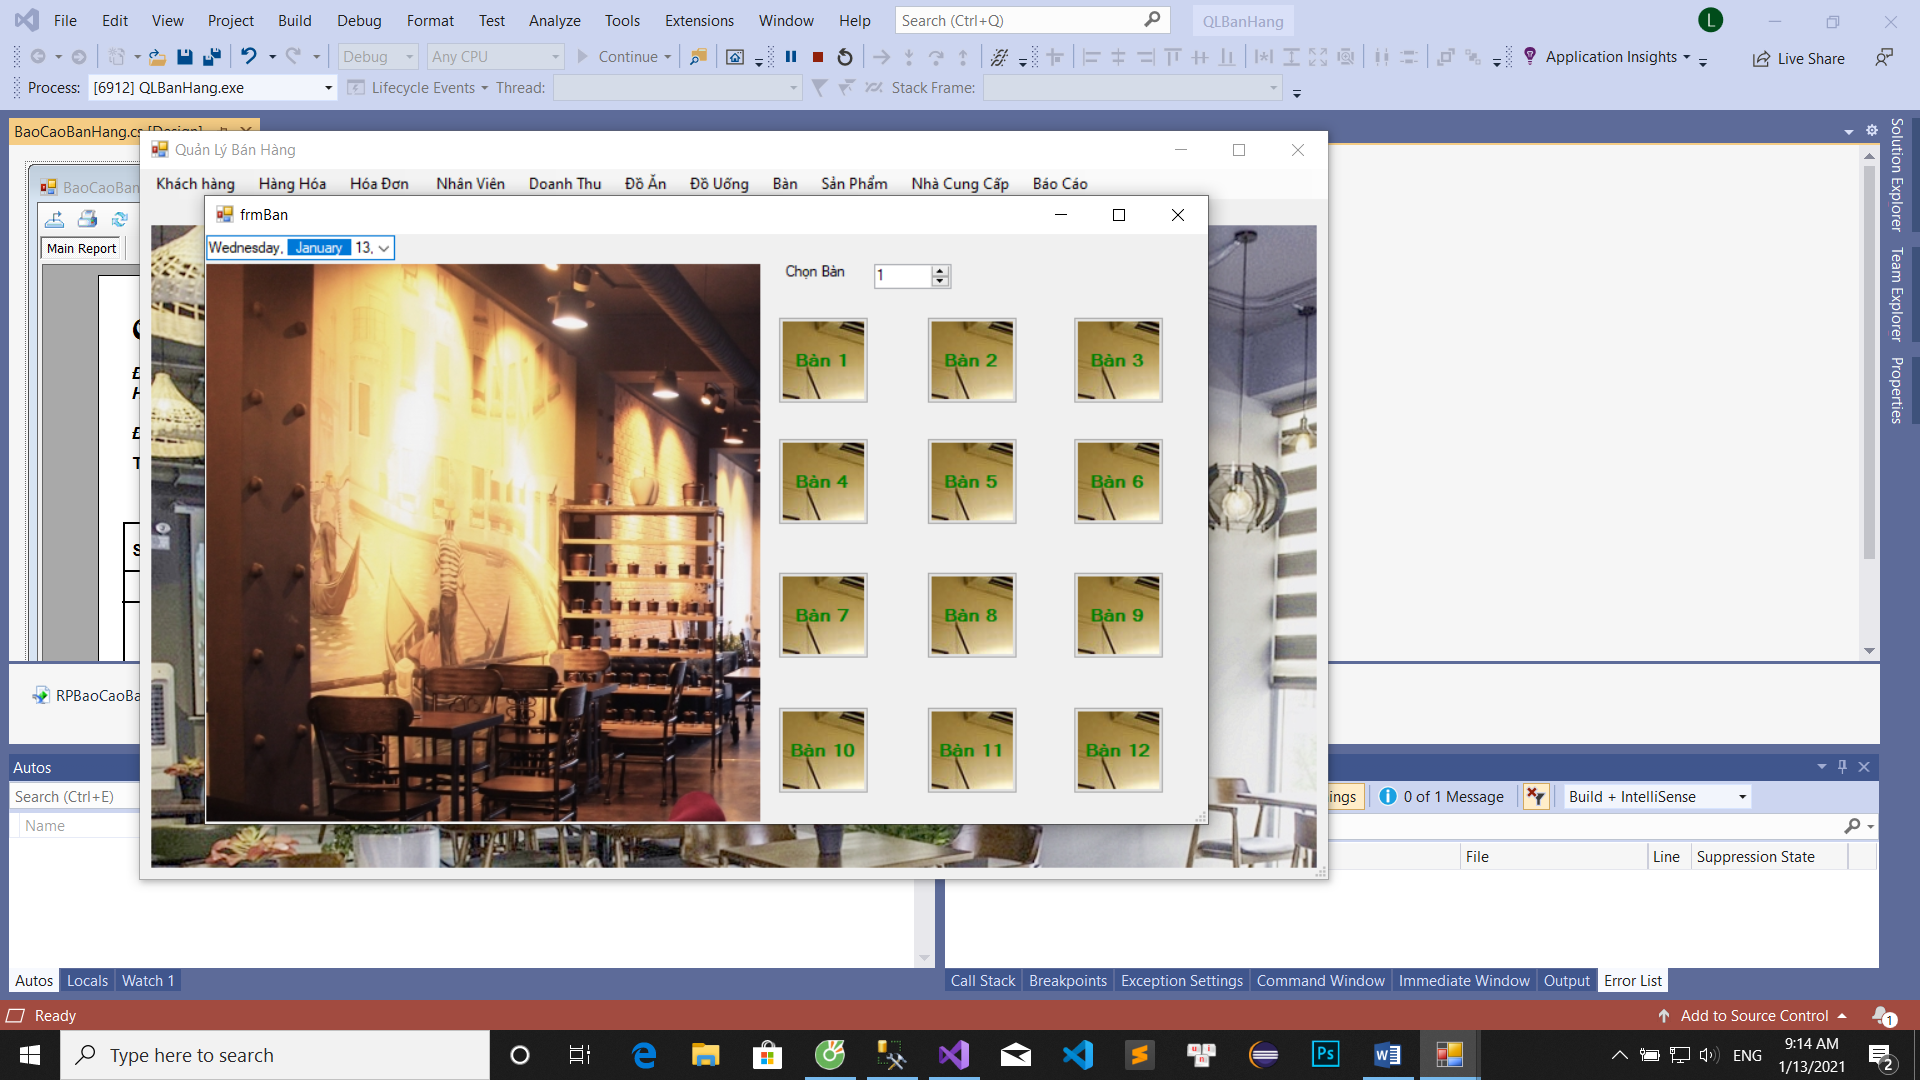 File Edit View Project Build Debug Format Test Analyze Tools Extensions Window Help Search (Ctrl+Q) QLBanHang L
Debug Any CPU Continue Application Insights Live Share
Process: [6912] QLBanHang.exe Lifecycle Events Thread: Stack Frame:
BaoCaoBanHang.cs [Design]
Quản Lý Bán Hàng
Khách hàng Hàng Hóa Hóa Đơn Nhân Viên Doanh Thu Đồ Ăn Đồ Uống Bàn Sản Phẩm Nhà Cung Cấp Báo Cáo
BaoCaoBan
frmBan
Main Report
Wednesday, January 13,
Chọn Bàn 1
Bàn 1 Bàn 2 Bàn 3
Bàn 4 Bàn 5 Bàn 6
Bàn 7 Bàn 8 Bàn 9
Bàn 10 Bàn 11 Bàn 12
Solution Explorer
Team Explorer
Properties
RPBaoCaoBa
Autos
Search (Ctrl+E)
Name
ings 0 of 1 Message Build + IntelliSense
File Line Suppression State
Autos Locals Watch 1
Call Stack Breakpoints Exception Settings Command Window Immediate Window Output Error List
Ready Add to Source Control 1
Type here to search
ENG
9:14 AM
1/13/2021
2